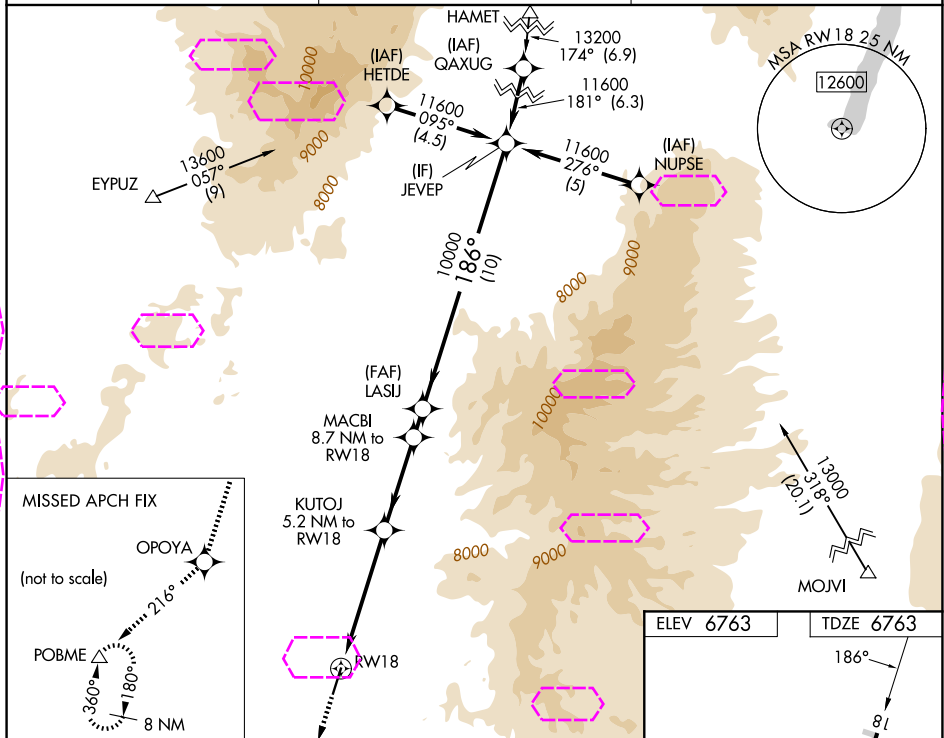 HAMET
13200
174° (6.9)
(IAF)
QAXUG
11600
181° (6.3)
(IAF)
HETDE
11600
095°
(4.5)
10000
9000
8000
13600
057°
(9)
EYPUZ
(IF)
JEVEP
11600
276°
(5)
(IAF)
NUPSE
MSA RW18 25 NM
12600
10000
186°
(10)
9000
8000
10000
(FAF)
LASIJ
MACBI
8.7 NM to
RW18
KUTOJ
5.2 NM to
RW18
8000
9000
13000
318°
(20.1)
MOJVI
RW18
MISSED APCH FIX
OPOYA
(not to scale)
216°
POBME
360°
180°
8 NM
ELEV 6763
TDZE 6763
186°
18